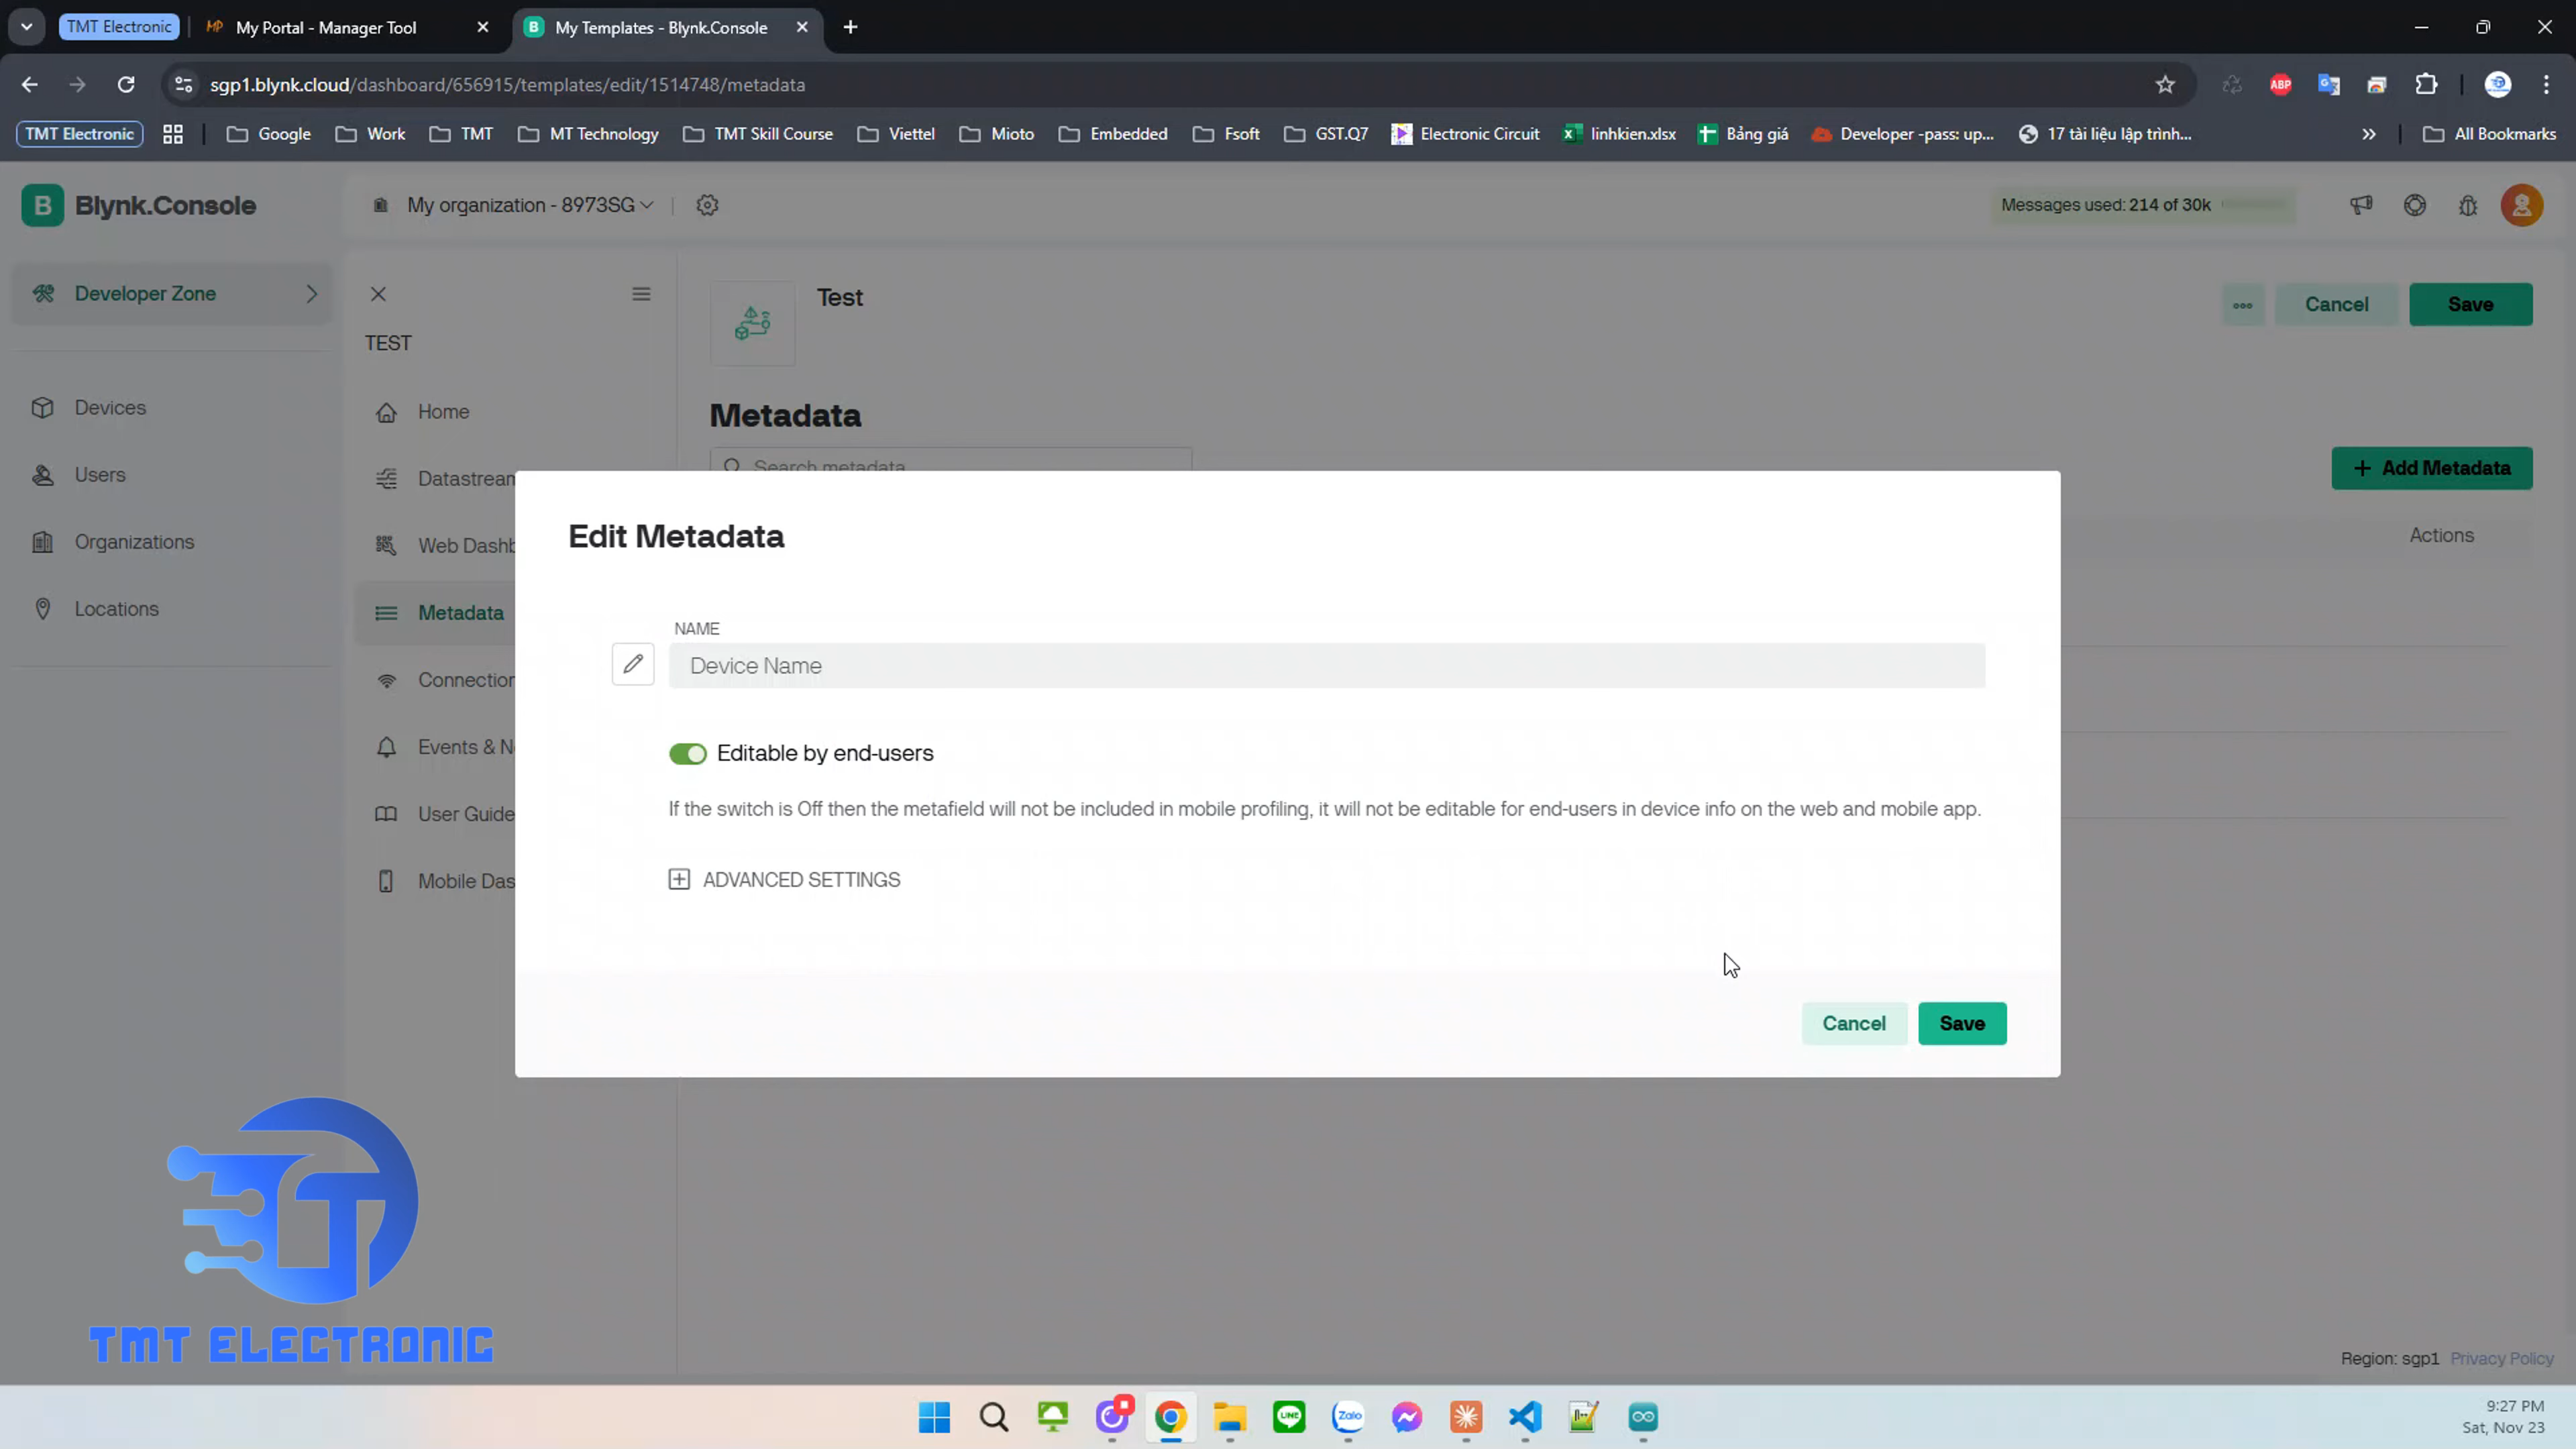 TMT Electronic
My Portal - Manager Tool
My Templates - Blynk.Console
sgp1.blynk.cloud/dashboard/656915/templates/edit/1514748/metadata
ABP
TMT Electronic
Google
Work
TMT
MT Technology
TMT Skill Course
Viettel
Mioto
Embedded
Fsoft
GST.Q7
Electronic Circuit
linhkien.xlsx
Bảng giá
Developer -pass: up...
17 tài liệu lập trình...
All Bookmarks
B Blynk.Console
My organization - 8973SG
Messages used: 214 of 30k
Developer Zone
Devices
Users
Organizations
Locations
TEST
Home
Datastream
Web Dashb
Metadata
Connection
Events & N
User Guide
Mobile Das
Test
Cancel
Save
Metadata
Search metadata
+ Add Metadata
Actions
Edit Metadata
NAME
Device Name
Editable by end-users
If the switch is Off then the metafield will not be included in mobile profiling, it will not be editable for end-users in device info on the web and mobile app.
ADVANCED SETTINGS
Cancel
Save
TMT ELECTRONIC
Region: sgp1 Privacy Policy
LINE
Zalo
9:27 PM
Sat, Nov 23